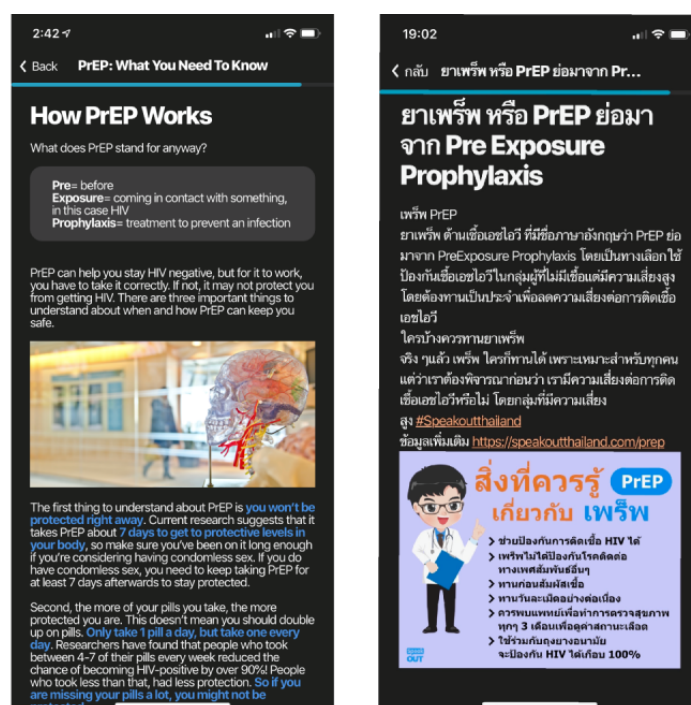 2:42
Back PrEP: What You Need To Know
How PrEP Works
What does PrEP stand for anyway?
Pre= before
Exposure= coming in contact with something,
in this case HIV
Prophylaxis= treatment to prevent an infection
PrEP can help you stay HIV negative, but for it to work,
you have to take it correctly. If not, it may not protect you
from getting HIV. There are three important things to
understand about when and how PrEP can keep you
safe.
The first thing to understand about PrEP is you won't be
protected right away. Current research suggests that it
takes PrEP about 7 days to get to protective levels in
your body, so make sure you've been on it long enough
if you're considering having condomless sex. If you do
have condomless sex, you need to keep taking PrEP for
at least 7 days afterwards to stay protected.
Second, the more of your pills you take, the more
protected you are. This doesn't mean you should double
up on pills. Only take 1 pill a day, but take one every
day. Researchers have found that people who took
between 4-7 of their pills every week reduced the
chance of becoming HIV-positive by over 90%! People
who took less than that, had less protection. So if you
are missing your pills a lot, you might not be
19:02
กลับ ยาเพร็พ หรือ PrEP ย่อมาจาก Pr...
ยาเพร็พ หรือ PrEP ย่อมา
จาก Pre Exposure
Prophylaxis
เพร็พ PrEP
ยาเพร็พ ต้านเชื้อเอชไอวี ที่มีชื่อภาษาอังกฤษว่า PrEP ย่อ
มาจาก PreExposure Prophylaxis โดยเป็นทางเลือกใช้
ป้องกันเชื้อเอชไอวีในกลุ่มผู้ที่ไม่มีเชื้อแต่มีความเสี่ยงสูง
โดยต้องทานเป็นประจำเพื่อลดความเสี่ยงต่อการติดเชื้อ
เอชไอวี
ใครบ้างควรทานยาเพร็พ
จริง ๆแล้ว เพร็พ ใครก็ทานได้ เพราะเหมาะสำหรับทุกคน
แต่ว่าเราต้องพิจารณาก่อนว่า เรามีความเสี่ยงต่อการติด
เชื้อเอชไอวีหรือไม่ โดยกลุ่มที่มีความเสี่ยง
สูง #Speakoutthailand
ข้อมูลเพิ่มเติม https://speakoutthailand.com/prep
สิ่งที่ควรรู้ PrEP
เกี่ยวกับ เพร็พ
ช่วยป้องกันการติดเชื้อ HIV ได้
เพร็พไม่ได้ป้องกันโรคติดต่อ
ทางเพศสัมพันธ์อื่นๆ
ทานก่อนสัมผัสเชื้อ
ทานวันละเม็ดอย่างต่อเนื่อง
ควรพบแพทย์เพื่อทำการตรวจสุขภาพ
ทุกๆ 3 เดือนเพื่อดูค่าสถานะเลือด
ใช้ร่วมกับถุงยางอนามัย
จะป้องกัน HIV ได้เกือบ 100%
OUT